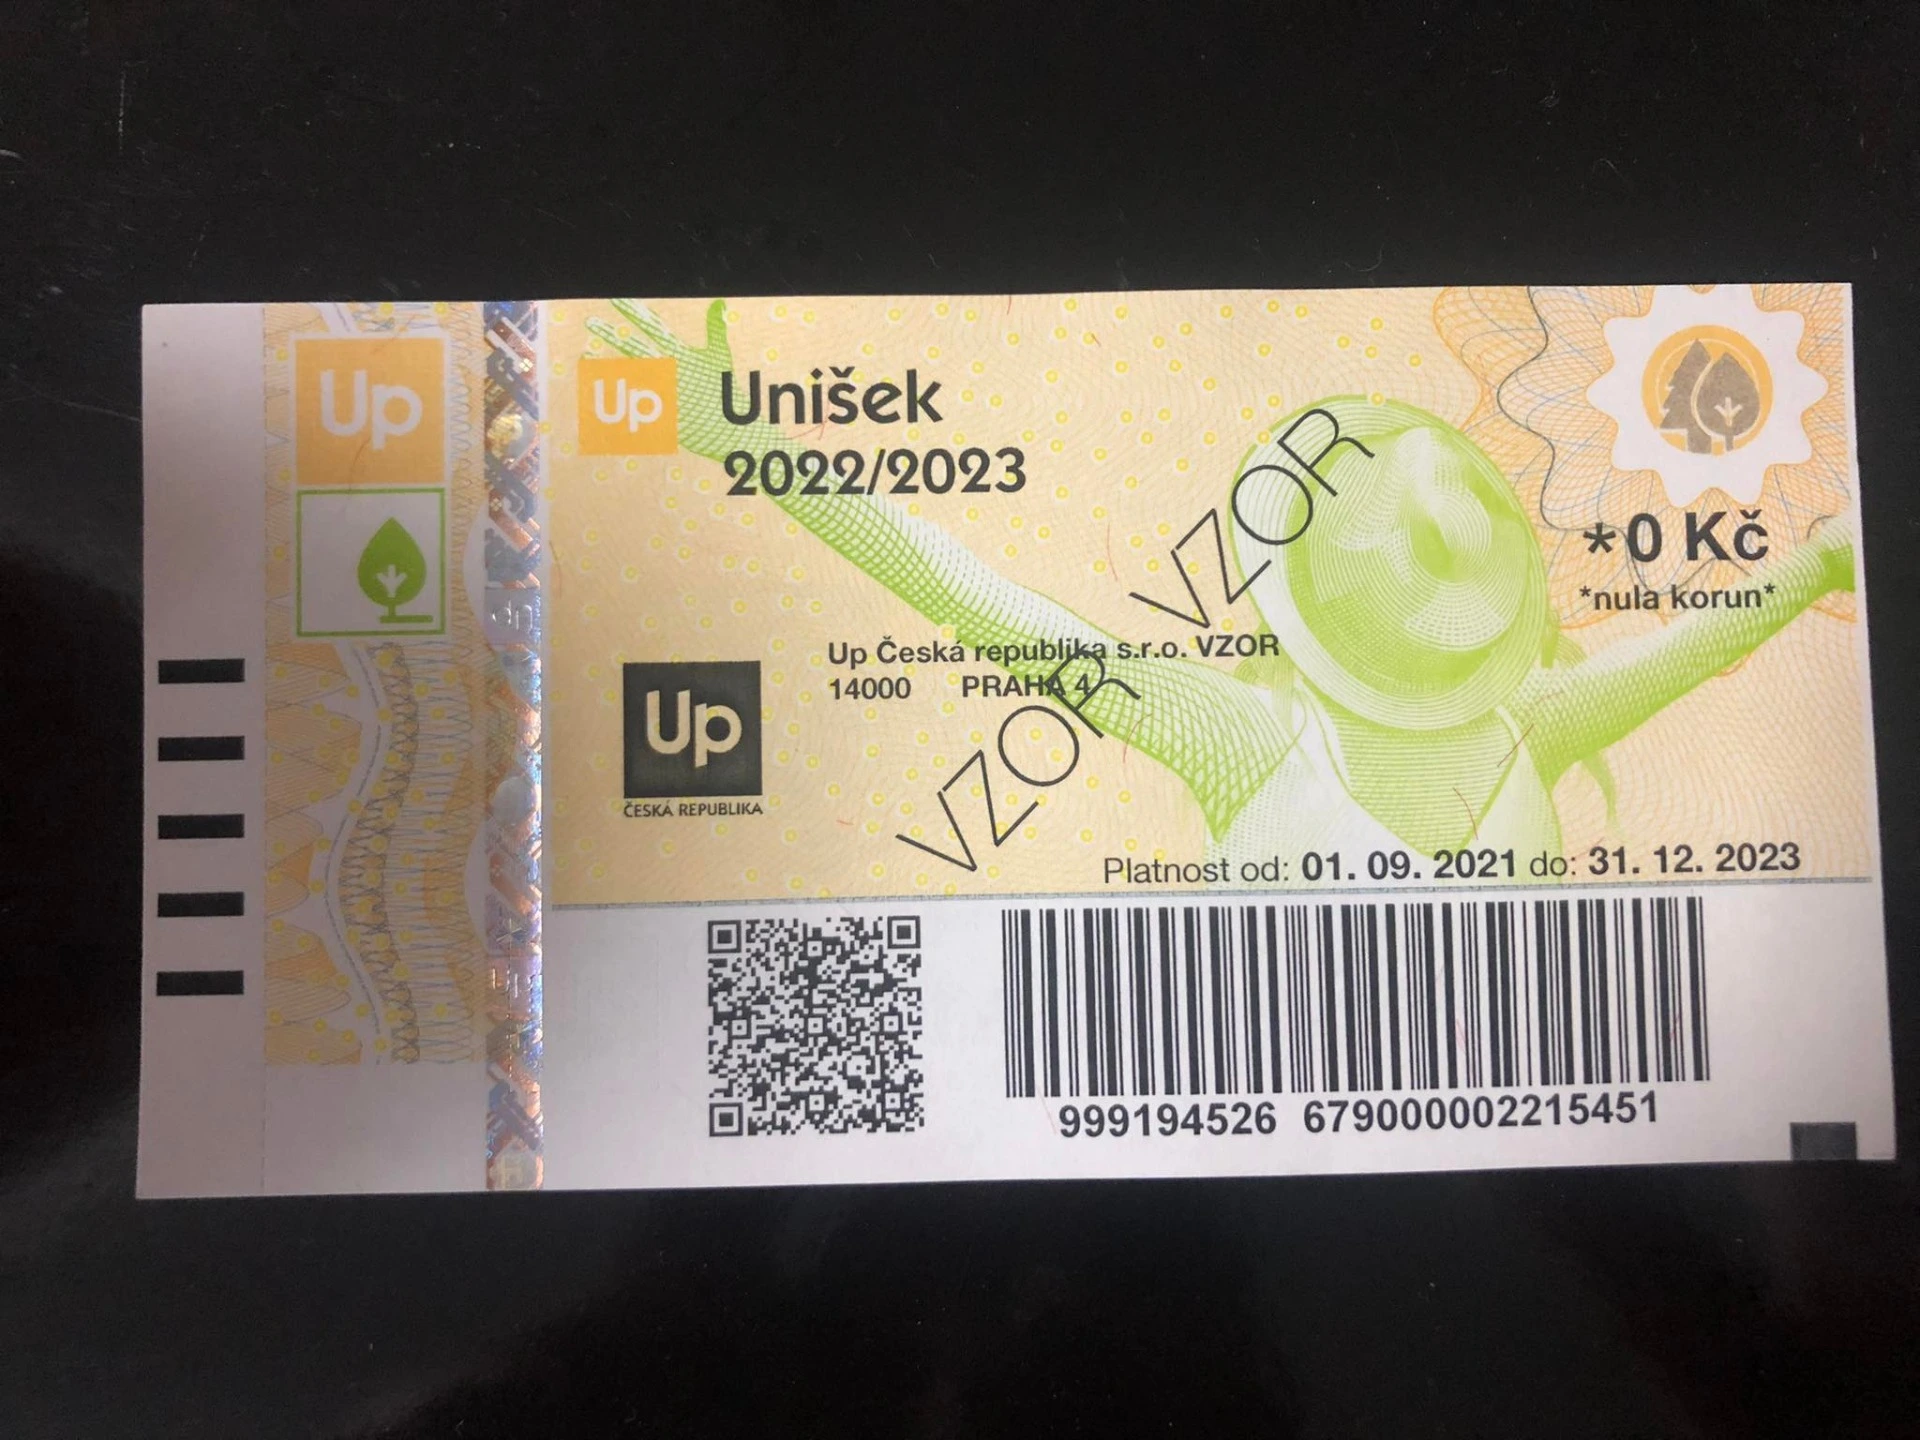 Up
Up
Unišek
2022/2023
*0 Kč
*nula korun*
VZOR VZOR
Up Česká republika s.r.o. VZOR
14000 PRAHA 4
Up
ČESKÁ REPUBLIKA
Platnost od: 01. 09. 2021 do: 31. 12. 2023
999194526 679000002215451